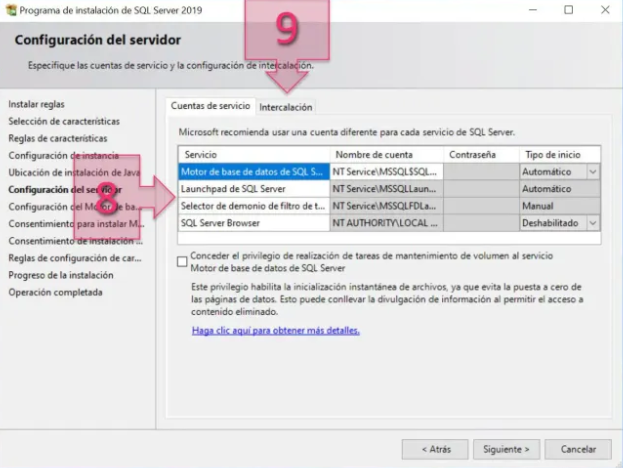 Programa de instalación de SQL Server 2019
9
Configuración del servidor
Especifique las cuentas de servicio y la configuración de intercalación.
Instalar reglas
Selección de características
Reglas de características
Configuración de instancia
Ubicación de instalación de Java
Configuración del servidor
Configuración del Motor de ba...
Consentimiento para instalar M...
Consentimiento de instalación ...
Reglas de configuración de car...
Progreso de la instalación
Operación completada
8
Cuentas de servicio Intercalación
Microsoft recomienda usar una cuenta diferente para cada servicio de SQL Server.
Servicio Nombre de cuenta Contraseña Tipo de inicio
Motor de base de datos de SQL S... NT Service\MSSQL$SQL... Automático
Launchpad de SQL Server NT Service\MSSQLLaun... Automático
Selector de demonio de filtro de t... NT Service\MSSQLFDLa... Manual
SQL Server Browser NT AUTHORITY\LOCAL ... Deshabilitado
Conceder el privilegio de realización de tareas de mantenimiento de volumen al servicio
Motor de base de datos de SQL Server
Este privilegio habilita la inicialización instantánea de archivos, ya que evita la puesta a cero de
las páginas de datos. Esto puede conllevar la divulgación de información al permitir el acceso a
contenido eliminado.
Haga clic aquí para obtener más detalles.
< Atrás Siguiente > Cancelar